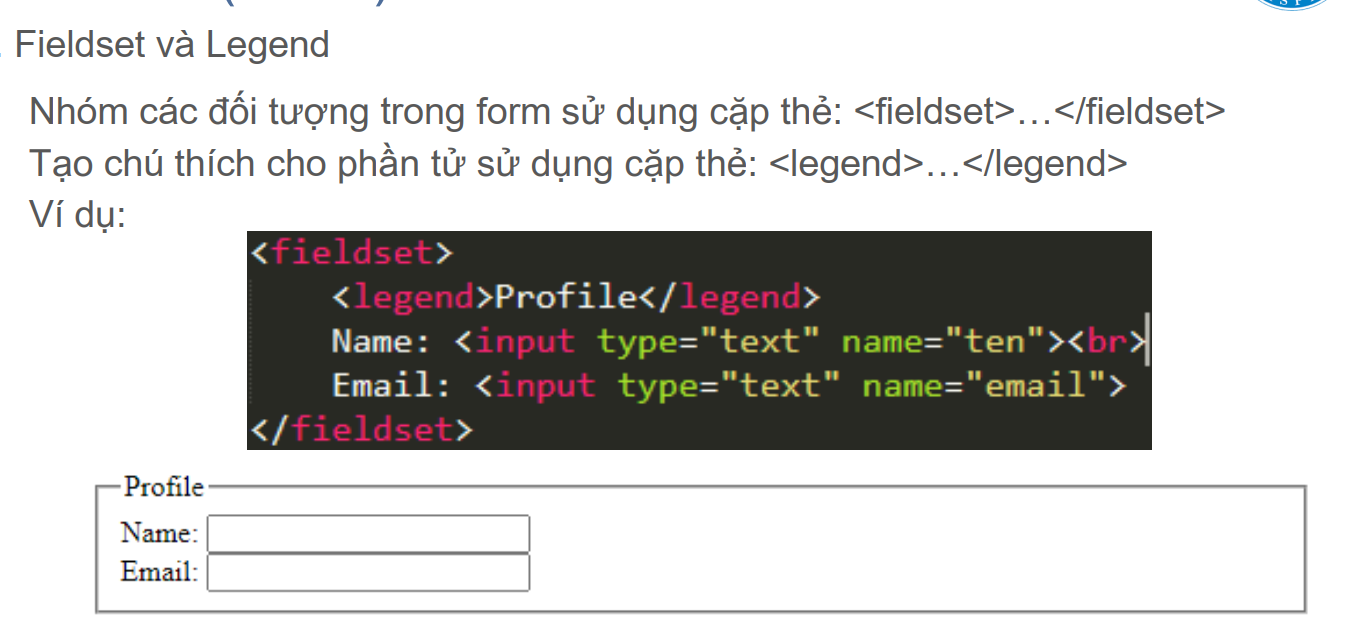 Fieldset và Legend
Nhóm các đối tượng trong form sử dụng cặp thẻ: <fieldset>…</fieldset>
Tạo chú thích cho phần tử sử dụng cặp thẻ: <legend>…</legend>
Ví dụ:
<fieldset>
<legend>Profile</legend>
Name: <input type="text" name="ten"><br>
Email: <input type="text" name="email">
</fieldset>
Profile
Name:
Email: